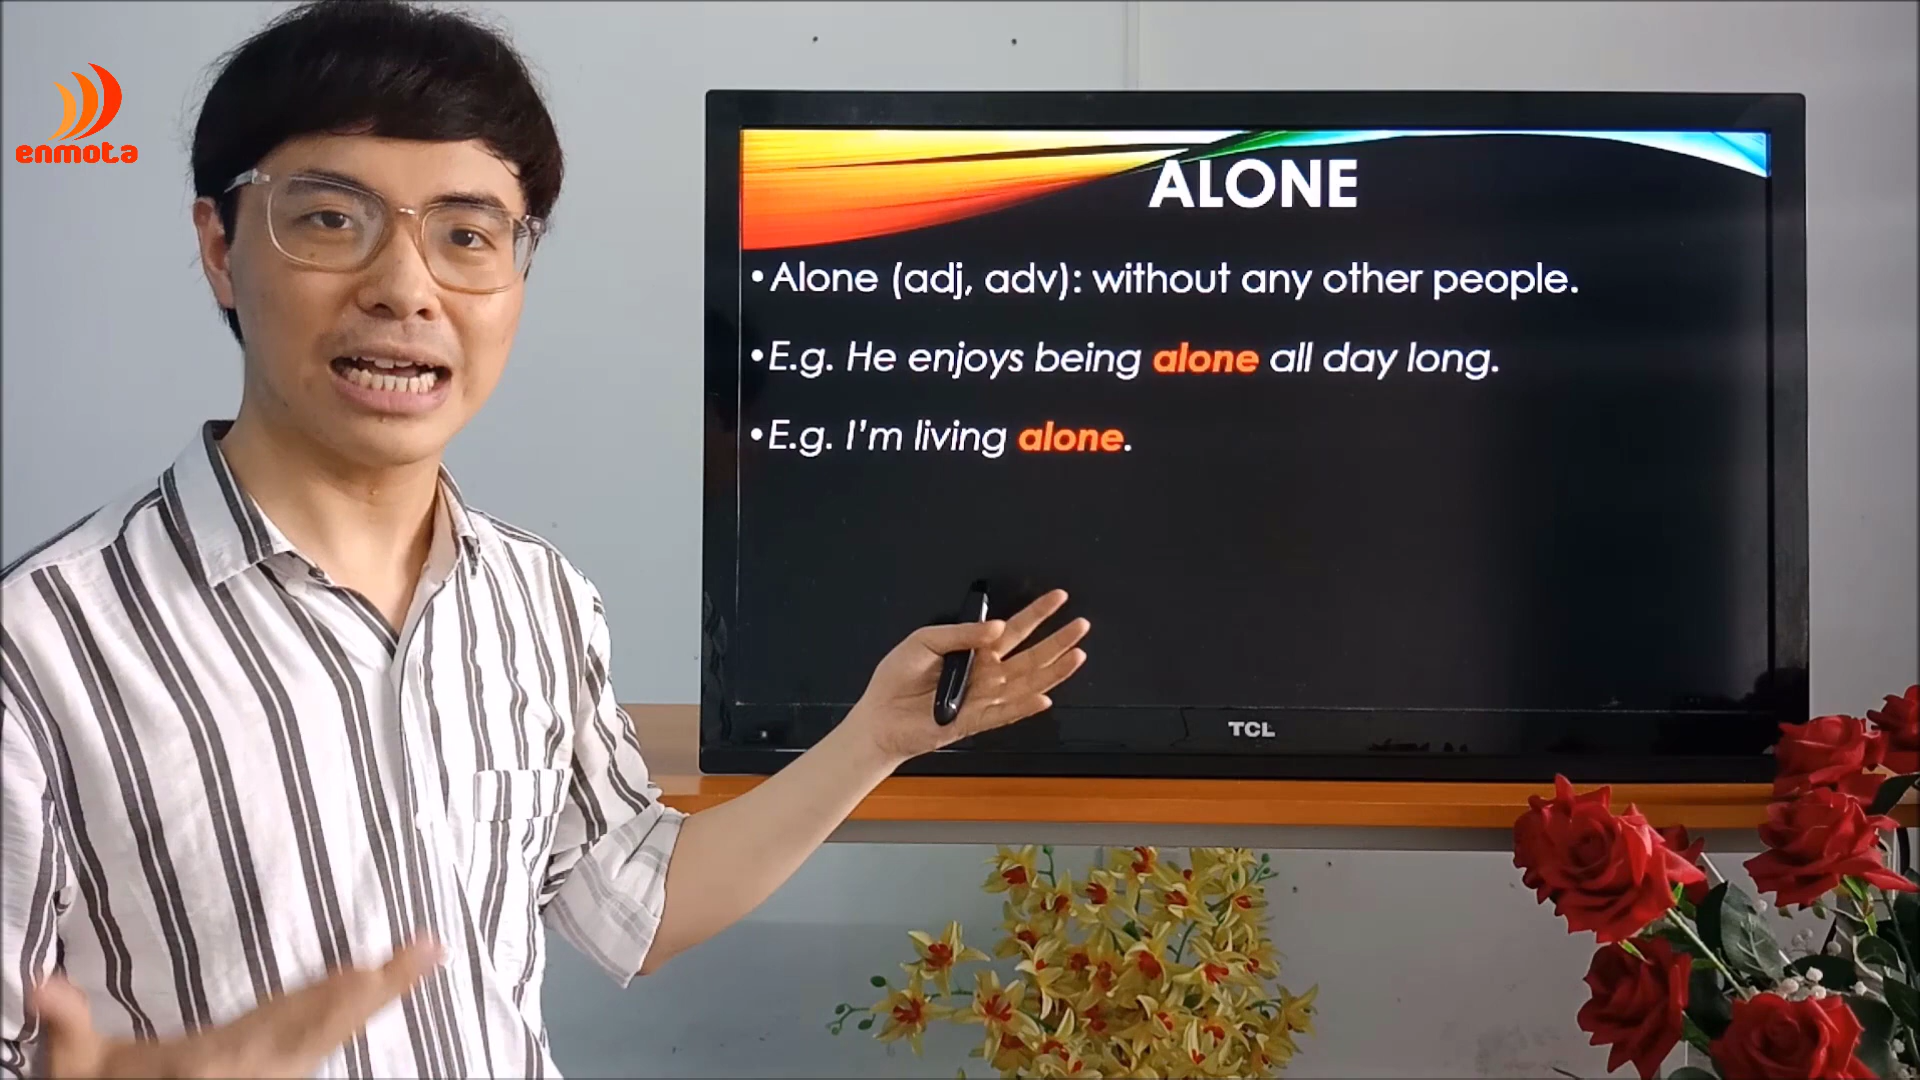 enmota
ALONE
•Alone (adj, adv): without any other people.
•E.g. He enjoys being alone all day long.
•E.g. I'm living alone.
TCL